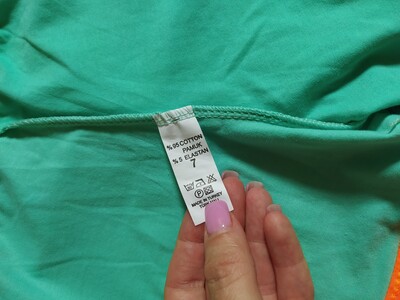 % 95 COTTON
PAMUK
% 5 ELASTAN
7
MADE IN TURKEY